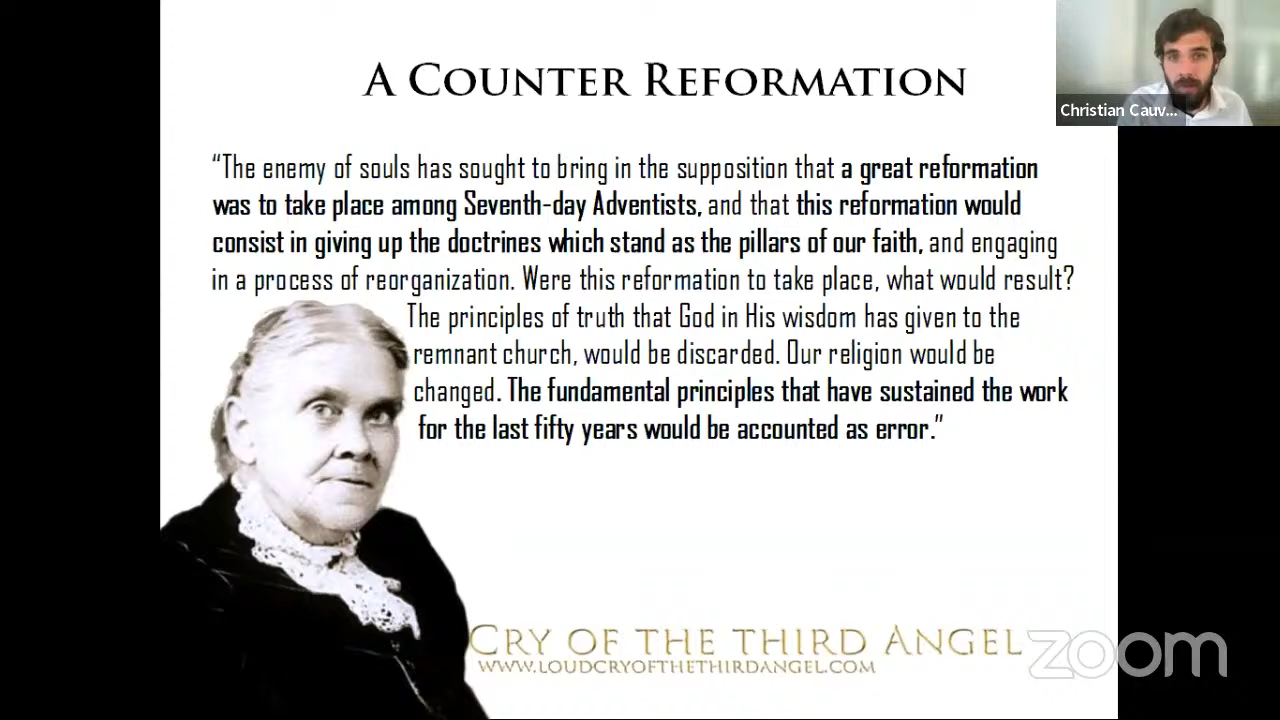 A COUNTER REFORMATION
Christian Cauv...
“The enemy of souls has sought to bring in the supposition that a great reformation
was to take place among Seventh-day Adventists, and that this reformation would
consist in giving up the doctrines which stand as the pillars of our faith, and engaging
in a process of reorganization. Were this reformation to take place, what would result?
The principles of truth that God in His wisdom has given to the
remnant church, would be discarded. Our religion would be
changed. The fundamental principles that have sustained the work
for the last fifty years would be accounted as error.”
CRY OF THE THIRD ANGEL
WWW.LOUDCRYOFTHETHIRDANGEL.COM
zoom